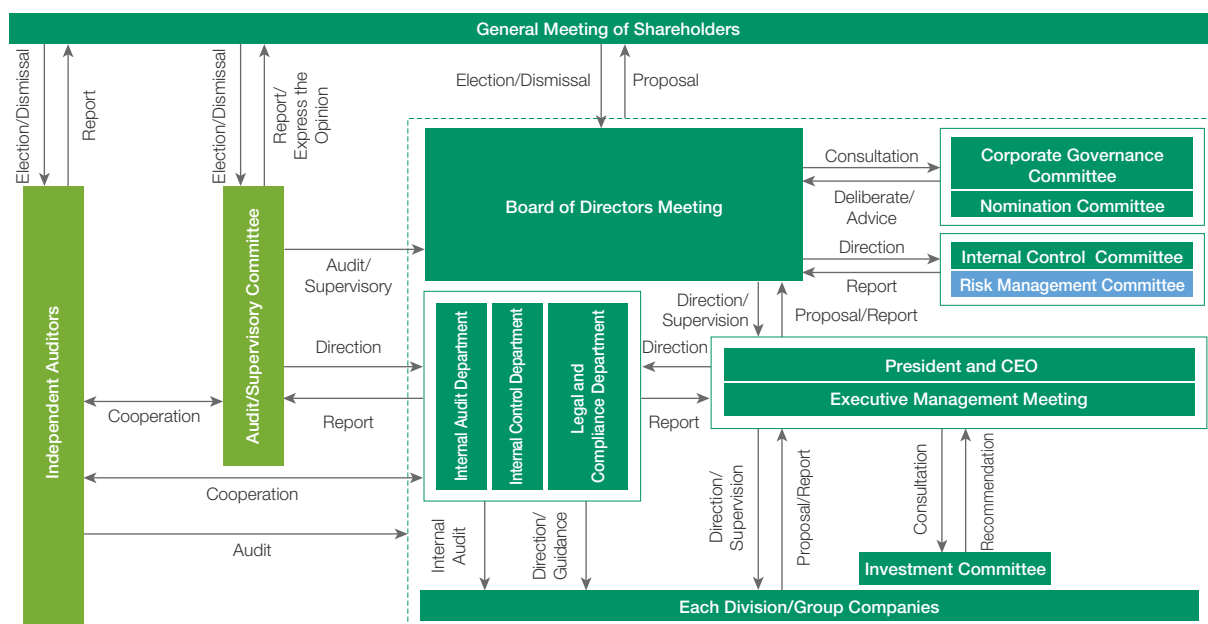 General Meeting of Shareholders
Election/Dismissal
Report
Election/Dismissal
Report/
Express the
Opinion
Election/Dismissal
Proposal
Board of Directors Meeting
Consultation
Deliberate/
Advice
Corporate Governance
Committee
Nomination Committee
Direction
Report
Internal Control Committee
Risk Management Committee
Independent Auditors
Audit/Supervisory Committee
Audit/
Supervisory
Direction
Report
Cooperation
Cooperation
Audit
Internal Audit Department
Internal Control Department
Legal and
Compliance Department
Direction/
Supervision
Proposal/Report
Direction
Report
President and CEO
Executive Management Meeting
Internal
Audit
Direction/
Guidance
Direction/
Supervision
Proposal/Report
Consultation
Recommendation
Investment Committee
Each Division/Group Companies